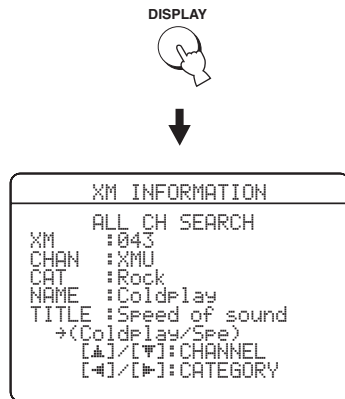 DISPLAY
XM INFORMATION
ALL CH SEARCH
XM :043
CHAN :XMU
CAT :Rock
NAME :Coldplay
TITLE :Speed of sound
→(Coldplay/Spe)
[▲]/[▼]:CHANNEL
[◀]/[▶]:CATEGORY